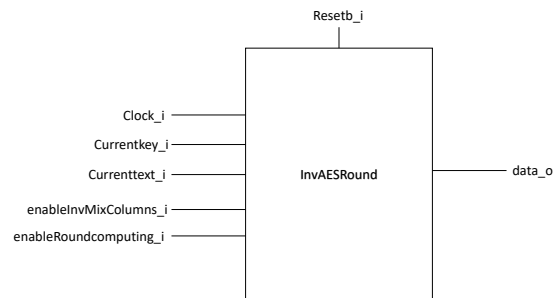 Resetb_i
Clock_i
Currentkey_i
Currenttext_i
InvAESRound
data_o
enableInvMixColumns_i
enableRoundcomputing_i